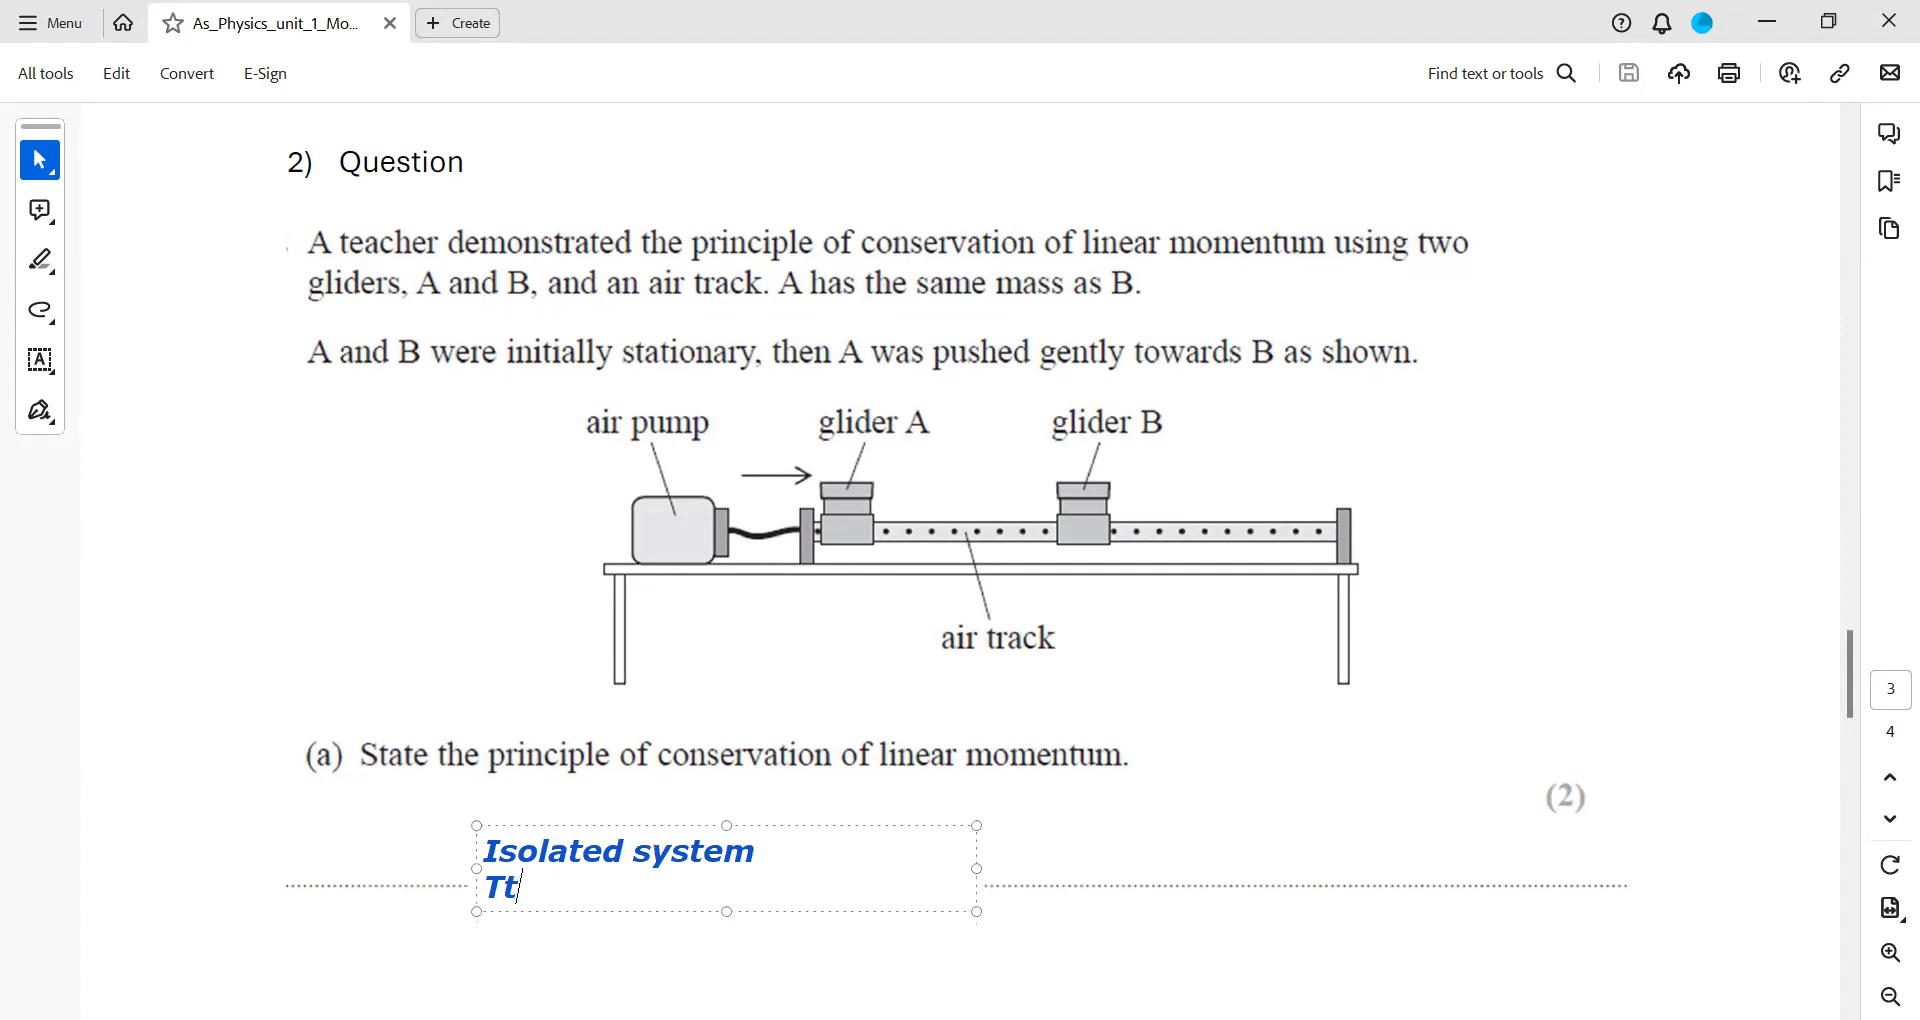 Menu
As_Physics_unit_1_Mo...
Create
All tools
Edit
Convert
E-Sign
Find text or tools
2) Question
A teacher demonstrated the principle of conservation of linear momentum using two
gliders, A and B, and an air track. A has the same mass as B.
A and B were initially stationary, then A was pushed gently towards B as shown.
air pump
glider A
glider B
air track
(a) State the principle of conservation of linear momentum.
(2)
Isolated system
Tt
3
4